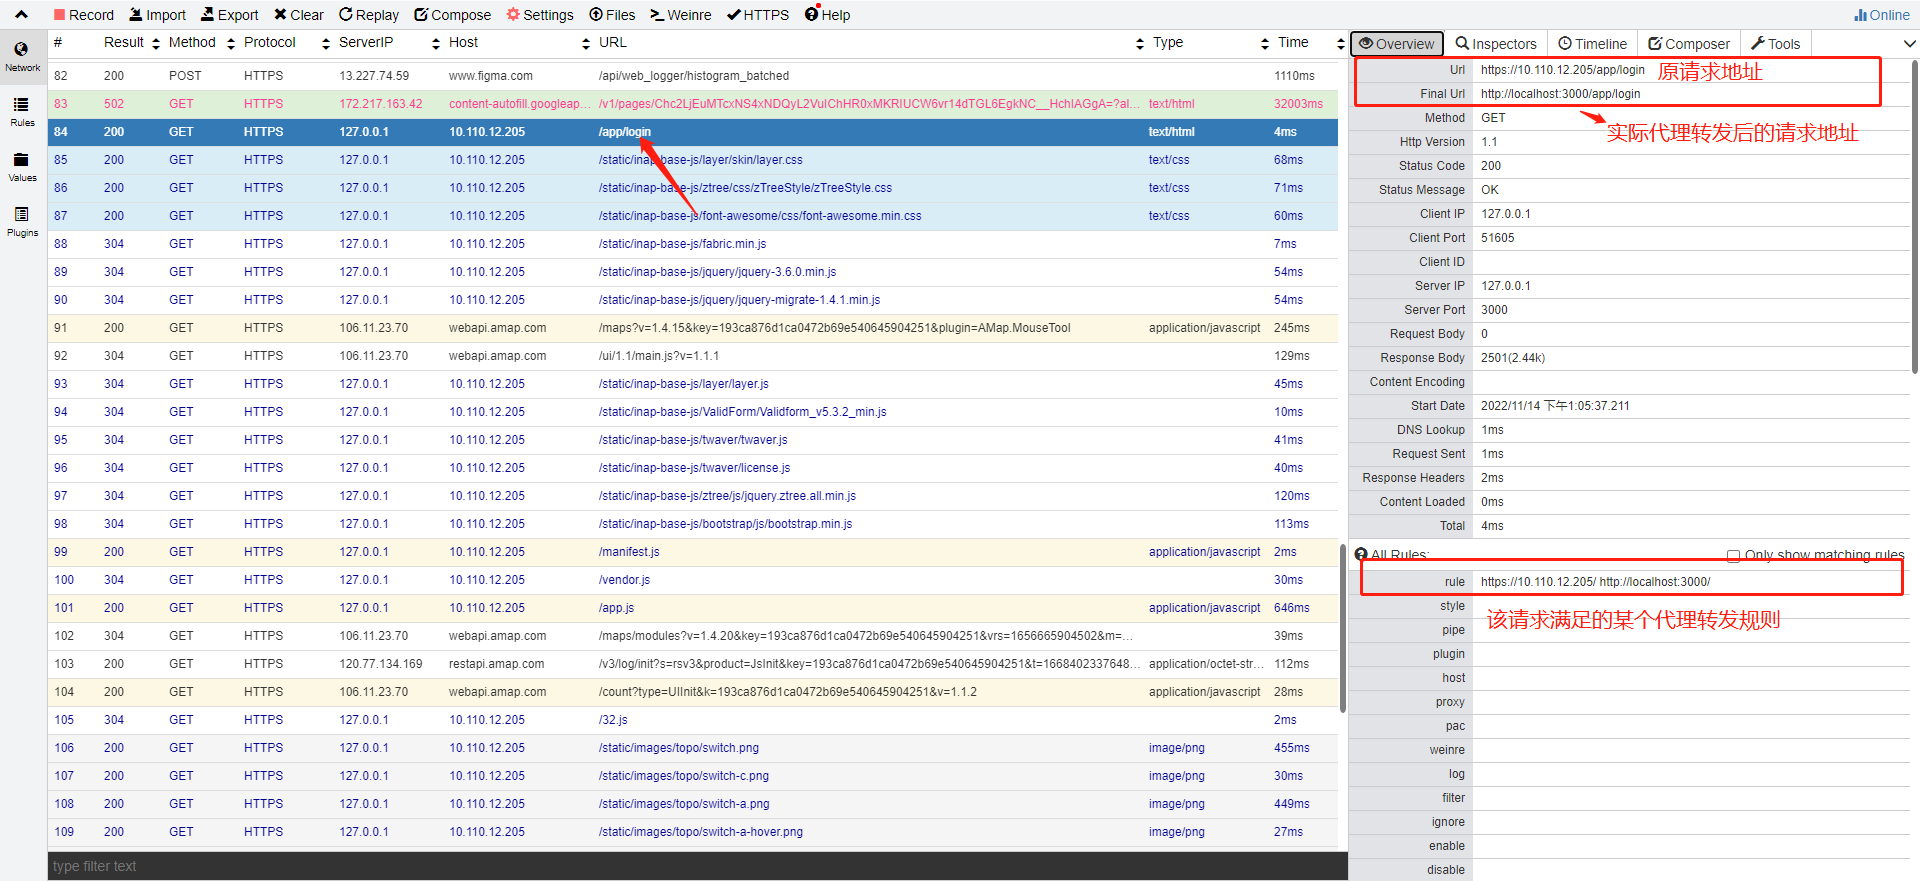 Record Import Export Clear Replay Compose Settings Files Weinre HTTPS Help Online
Network
Rules
Values
Plugins
# Result Method Protocol ServerIP Host URL Type Time
82 200 POST HTTPS 13.227.74.59 www.figma.com /api/web_logger/histogram_batched 1110ms
83 502 GET HTTPS 172.217.163.42 content-autofill.googleap... /v1/pages/Chc2LjEuMTcxNS4xNDQyL2VuIChHR0xMKRIUCW6vr14dTGL6EgkNC__HchIAGgA=?al... text/html 32003ms
84 200 GET HTTPS 127.0.0.1 10.110.12.205 /app/login text/html 4ms
85 200 GET HTTPS 127.0.0.1 10.110.12.205 /static/inap-base-js/layer/skin/layer.css text/css 68ms
86 200 GET HTTPS 127.0.0.1 10.110.12.205 /static/inap-base-js/ztree/css/zTreeStyle/zTreeStyle.css text/css 71ms
87 200 GET HTTPS 127.0.0.1 10.110.12.205 /static/inap-base-js/font-awesome/css/font-awesome.min.css text/css 60ms
88 304 GET HTTPS 127.0.0.1 10.110.12.205 /static/inap-base-js/fabric.min.js 7ms
89 304 GET HTTPS 127.0.0.1 10.110.12.205 /static/inap-base-js/jquery/jquery-3.6.0.min.js 54ms
90 304 GET HTTPS 127.0.0.1 10.110.12.205 /static/inap-base-js/jquery/jquery-migrate-1.4.1.min.js 54ms
91 200 GET HTTPS 106.11.23.70 webapi.amap.com /maps?v=1.4.15&key=193ca876d1ca0472b69e540645904251&plugin=AMap.MouseTool application/javascript 245ms
92 304 GET HTTPS 106.11.23.70 webapi.amap.com /ui/1.1/main.js?v=1.1.1 129ms
93 304 GET HTTPS 127.0.0.1 10.110.12.205 /static/inap-base-js/layer/layer.js 45ms
94 304 GET HTTPS 127.0.0.1 10.110.12.205 /static/inap-base-js/ValidForm/Validform_v5.3.2_min.js 10ms
95 304 GET HTTPS 127.0.0.1 10.110.12.205 /static/inap-base-js/twaver/twaver.js 41ms
96 304 GET HTTPS 127.0.0.1 10.110.12.205 /static/inap-base-js/twaver/license.js 40ms
97 304 GET HTTPS 127.0.0.1 10.110.12.205 /static/inap-base-js/ztree/js/jquery.ztree.all.min.js 120ms
98 304 GET HTTPS 127.0.0.1 10.110.12.205 /static/inap-base-js/bootstrap/js/bootstrap.min.js 113ms
99 200 GET HTTPS 127.0.0.1 10.110.12.205 /manifest.js application/javascript 2ms
100 304 GET HTTPS 127.0.0.1 10.110.12.205 /vendor.js 30ms
101 200 GET HTTPS 127.0.0.1 10.110.12.205 /app.js application/javascript 646ms
102 304 GET HTTPS 106.11.23.70 webapi.amap.com /maps/modules?v=1.4.20&key=193ca876d1ca0472b69e540645904251&vrs=1656665904502&m=... 39ms
103 200 GET HTTPS 120.77.134.169 restapi.amap.com /v3/log/init?s=rsv3&product=JsInit&key=193ca876d1ca0472b69e540645904251&t=1668402337648... application/octet-str... 112ms
104 200 GET HTTPS 106.11.23.70 webapi.amap.com /count?type=UIInit&k=193ca876d1ca0472b69e540645904251&v=1.1.2 application/javascript 28ms
105 304 GET HTTPS 127.0.0.1 10.110.12.205 /32.js 2ms
106 200 GET HTTPS 127.0.0.1 10.110.12.205 /static/images/topo/switch.png image/png 455ms
107 200 GET HTTPS 127.0.0.1 10.110.12.205 /static/images/topo/switch-c.png image/png 30ms
108 200 GET HTTPS 127.0.0.1 10.110.12.205 /static/images/topo/switch-a.png image/png 449ms
109 200 GET HTTPS 127.0.0.1 10.110.12.205 /static/images/topo/switch-a-hover.png image/png 27ms
type filter text
Overview Inspectors Timeline Composer Tools
Url https://10.110.12.205/app/login 原请求地址
Final Url http://localhost:3000/app/login
Method GET
实际代理转发后的请求地址
Http Version 1.1
Status Code 200
Status Message OK
Client IP 127.0.0.1
Client Port 51605
Client ID
Server IP 127.0.0.1
Server Port 3000
Request Body 0
Response Body 2501(2.44k)
Content Encoding
Start Date 2022/11/14 下午1:05:37.211
DNS Lookup 1ms
Request Sent 1ms
Response Headers 2ms
Content Loaded 0ms
Total 4ms
All Rules: Only show matching rules
rule https://10.110.12.205/ http://localhost:3000/
style
该请求满足的某个代理转发规则
pipe
plugin
host
proxy
pac
weinre
log
filter
ignore
enable
disable